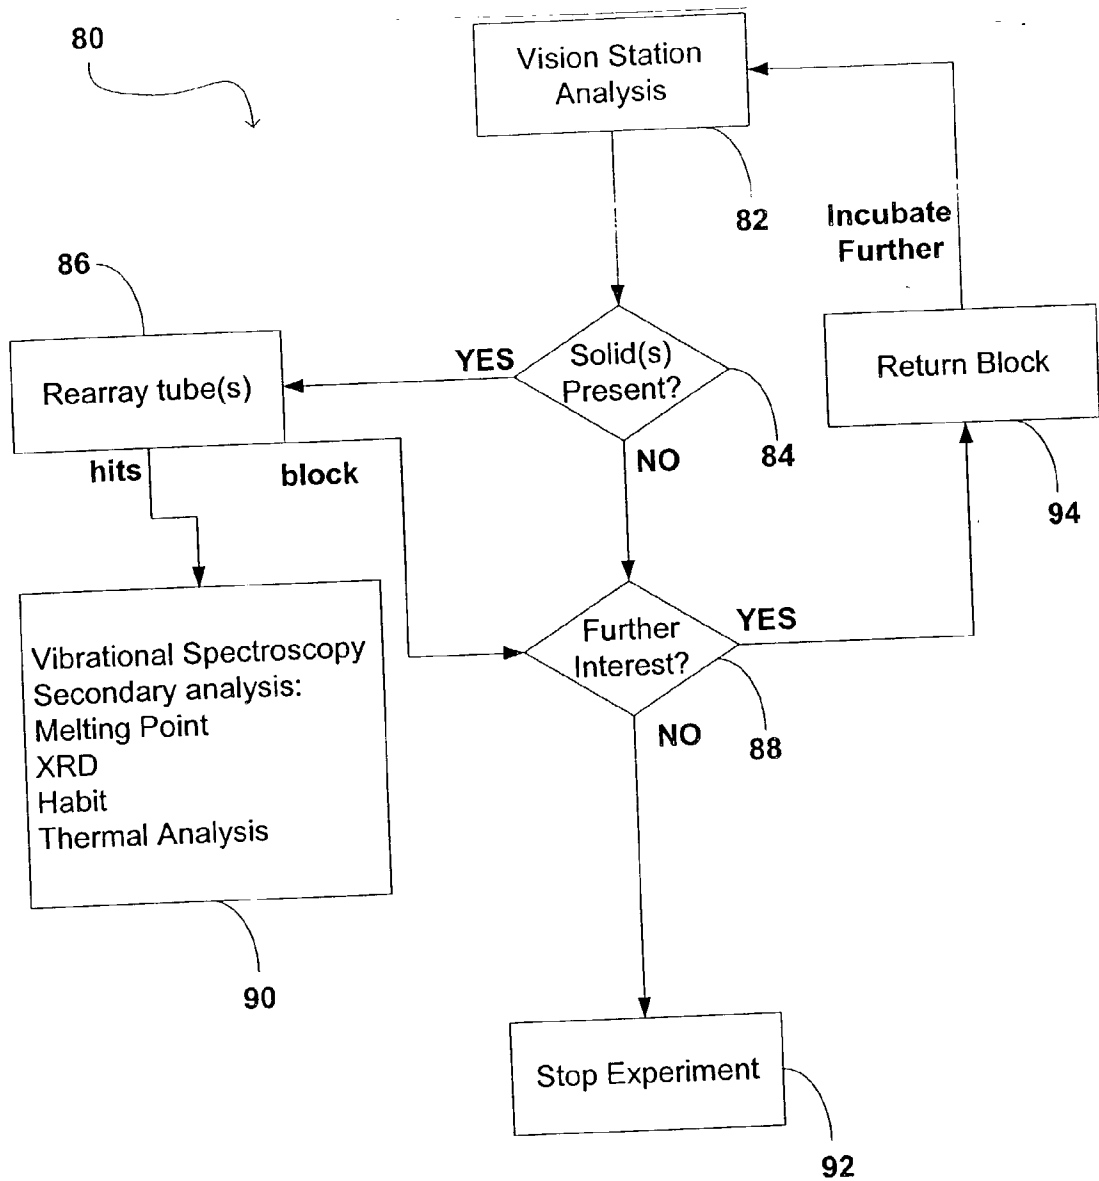 80
Vision Station
Analysis
82
Incubate
Further
86
Rearray tube(s)
YES
Solid(s)
Present?
84
Return Block
94
hits
block
NO
Vibrational Spectroscopy
Secondary analysis:
Melting Point
XRD
Habit
Thermal Analysis
90
Further
Interest?
YES
88
NO
Stop Experiment
92